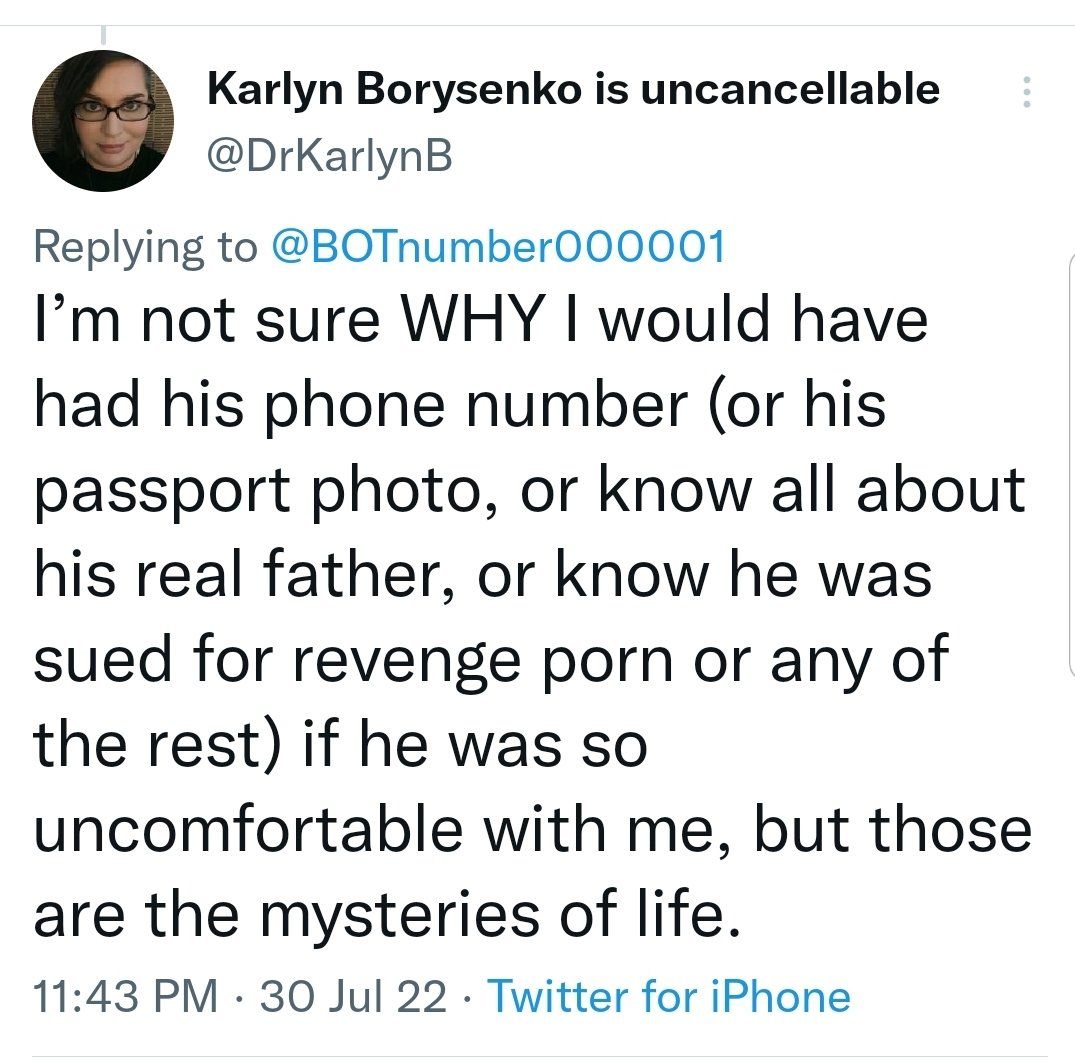 Karlyn Borysenko is uncancellable
@DrKarlynB
Replying to @BOTnumber000001
I’m not sure WHY I would have
had his phone number (or his
passport photo, or know all about
his real father, or know he was
sued for revenge porn or any of
the rest) if he was so
uncomfortable with me, but those
are the mysteries of life.
11:43 PM · 30 Jul 22 · Twitter for iPhone